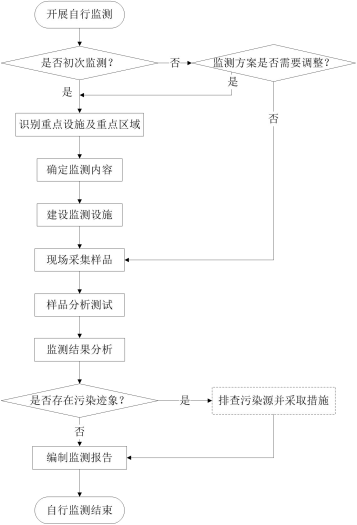 开展自行监测
是否初次监测？
否
监测方案是否需要调整？
是
是
识别重点设施及重点区域
否
确定监测内容
建设监测设施
现场采集样品
样品分析测试
监测结果分析
是否存在污染迹象？
是
排查污染源并采取措施
否
编制监测报告
自行监测结束